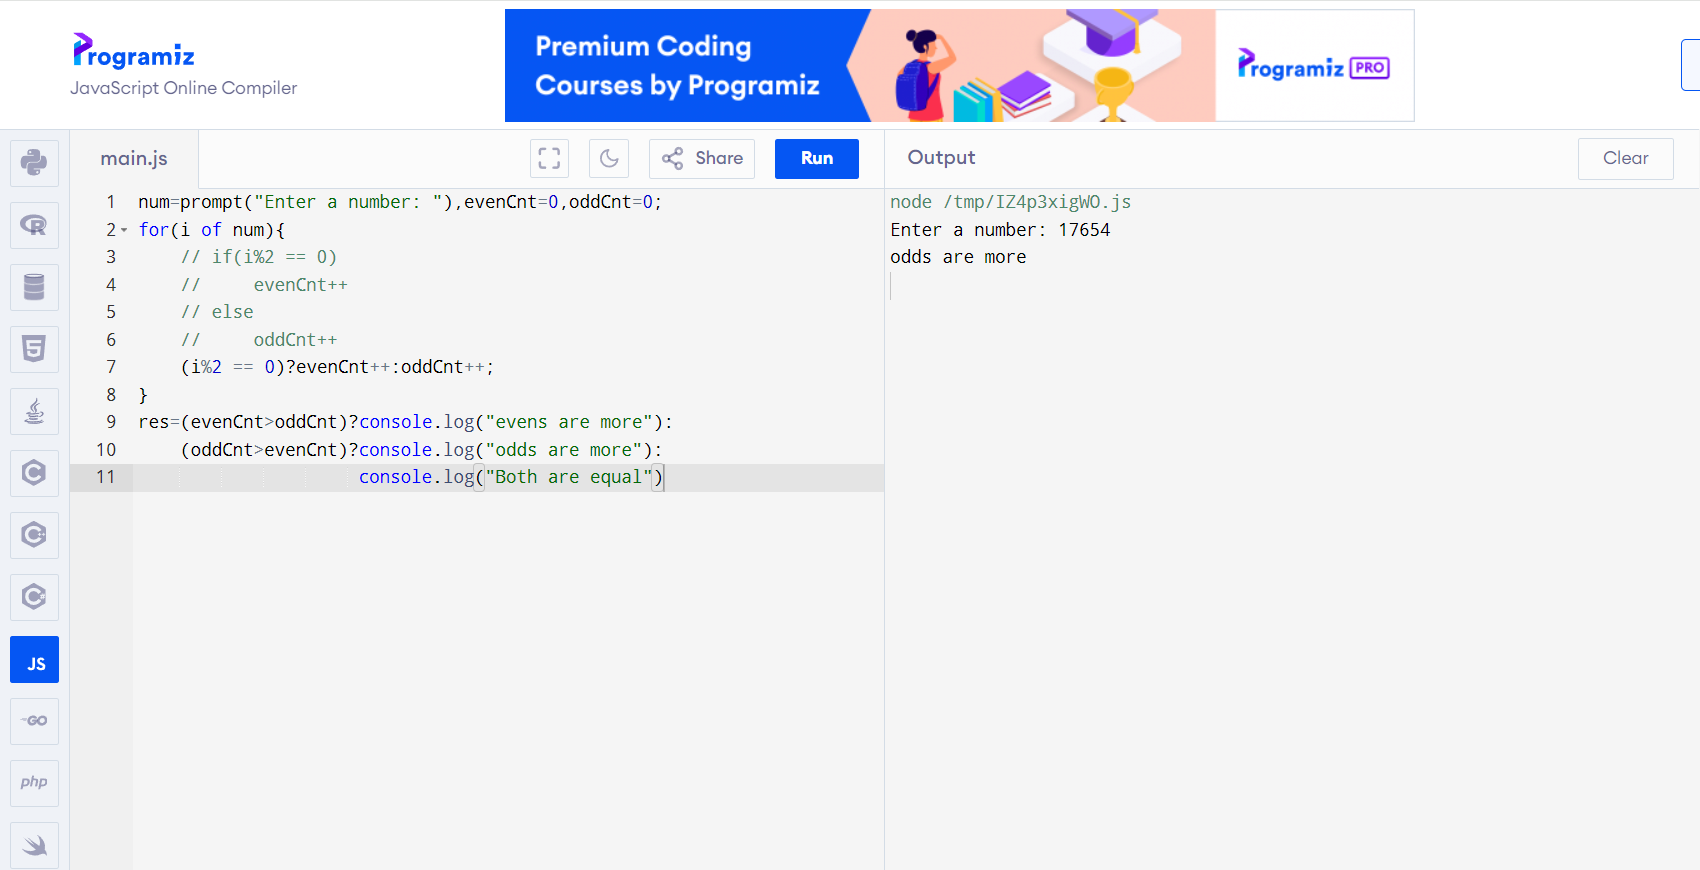 Programiz
JavaScript Online Compiler
Premium Coding
Courses by Programiz
Programiz PRO
main.js
Share
Run
Output
Clear
1 num=prompt("Enter a number: "),evenCnt=0,oddCnt=0;
2 for(i of num){
3 // if(i%2 == 0)
4 //     evenCnt++
5 // else
6 //     oddCnt++
7 (i%2 == 0)?evenCnt++:oddCnt++;
8 }
9 res=(evenCnt>oddCnt)?console.log("evens are more"):
10 (oddCnt>evenCnt)?console.log("odds are more"):
11 console.log("Both are equal")
node /tmp/IZ4p3xigWO.js
Enter a number: 17654
odds are more
R
5
C
C+
C#
JS
GO
php